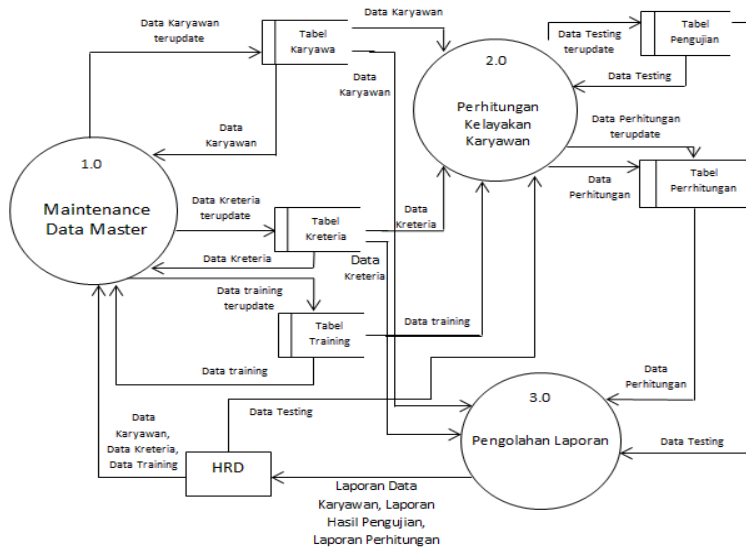 Data Karyawan
terupdate
Tabel
Karyawa
Data Karyawan
Data
Karyawan
Data
Karyawan
2.0
Perhitungan
Kelayakan
Karyawan
Data Testing
terupdate
Tabel
Pengujian
Data Testing
Data Perhitungan
terupdate
Data
Perhitungan
Tabel
Perrhitungan
1.0
Maintenance
Data Master
Data Kreteria
terupdate
Tabel
Kreteria
Data
Kreteria
Data Kreteria
Data
Kreteria
Data training
terupdate
Tabel
Training
Data training
Data training
Data
Perhitungan
3.0
Pengolahan Laporan
Data Testing
Data Testing
Data
Karyawan,
Data Kreteria,
Data Training
HRD
Laporan Data
Karyawan, Laporan
Hasil Pengujian,
Laporan Perhitungan